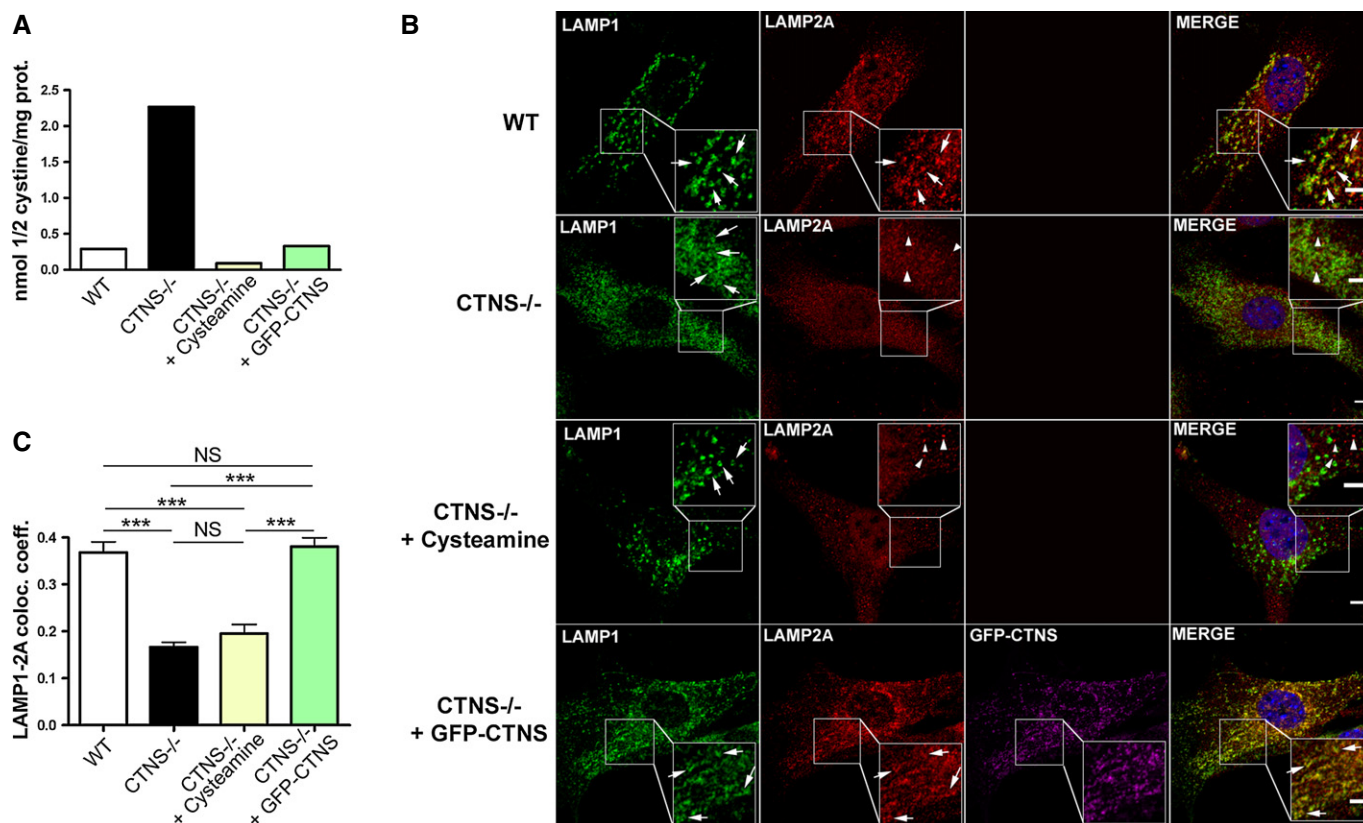 A
nmol 1/2 cystine/mg prot.
2.5
2.0
1.5
1.0
0.5
0.0
WT
CTNS-/-
CTNS-/-
+ Cysteamine
CTNS-/-
+ GFP-CTNS
B
LAMP1
LAMP2A
MERGE
WT
LAMP1
LAMP2A
MERGE
CTNS-/-
LAMP1
LAMP2A
MERGE
CTNS-/-
+ Cysteamine
LAMP1
LAMP2A
GFP-CTNS
MERGE
CTNS-/-
+ GFP-CTNS
C
NS
***
***
***
NS
***
LAMP1-2A coloc. coeff.
0.4
0.3
0.2
0.1
0.0
WT
CTNS-/-
CTNS-/-
+ Cysteamine
CTNS-/-
+ GFP-CTNS